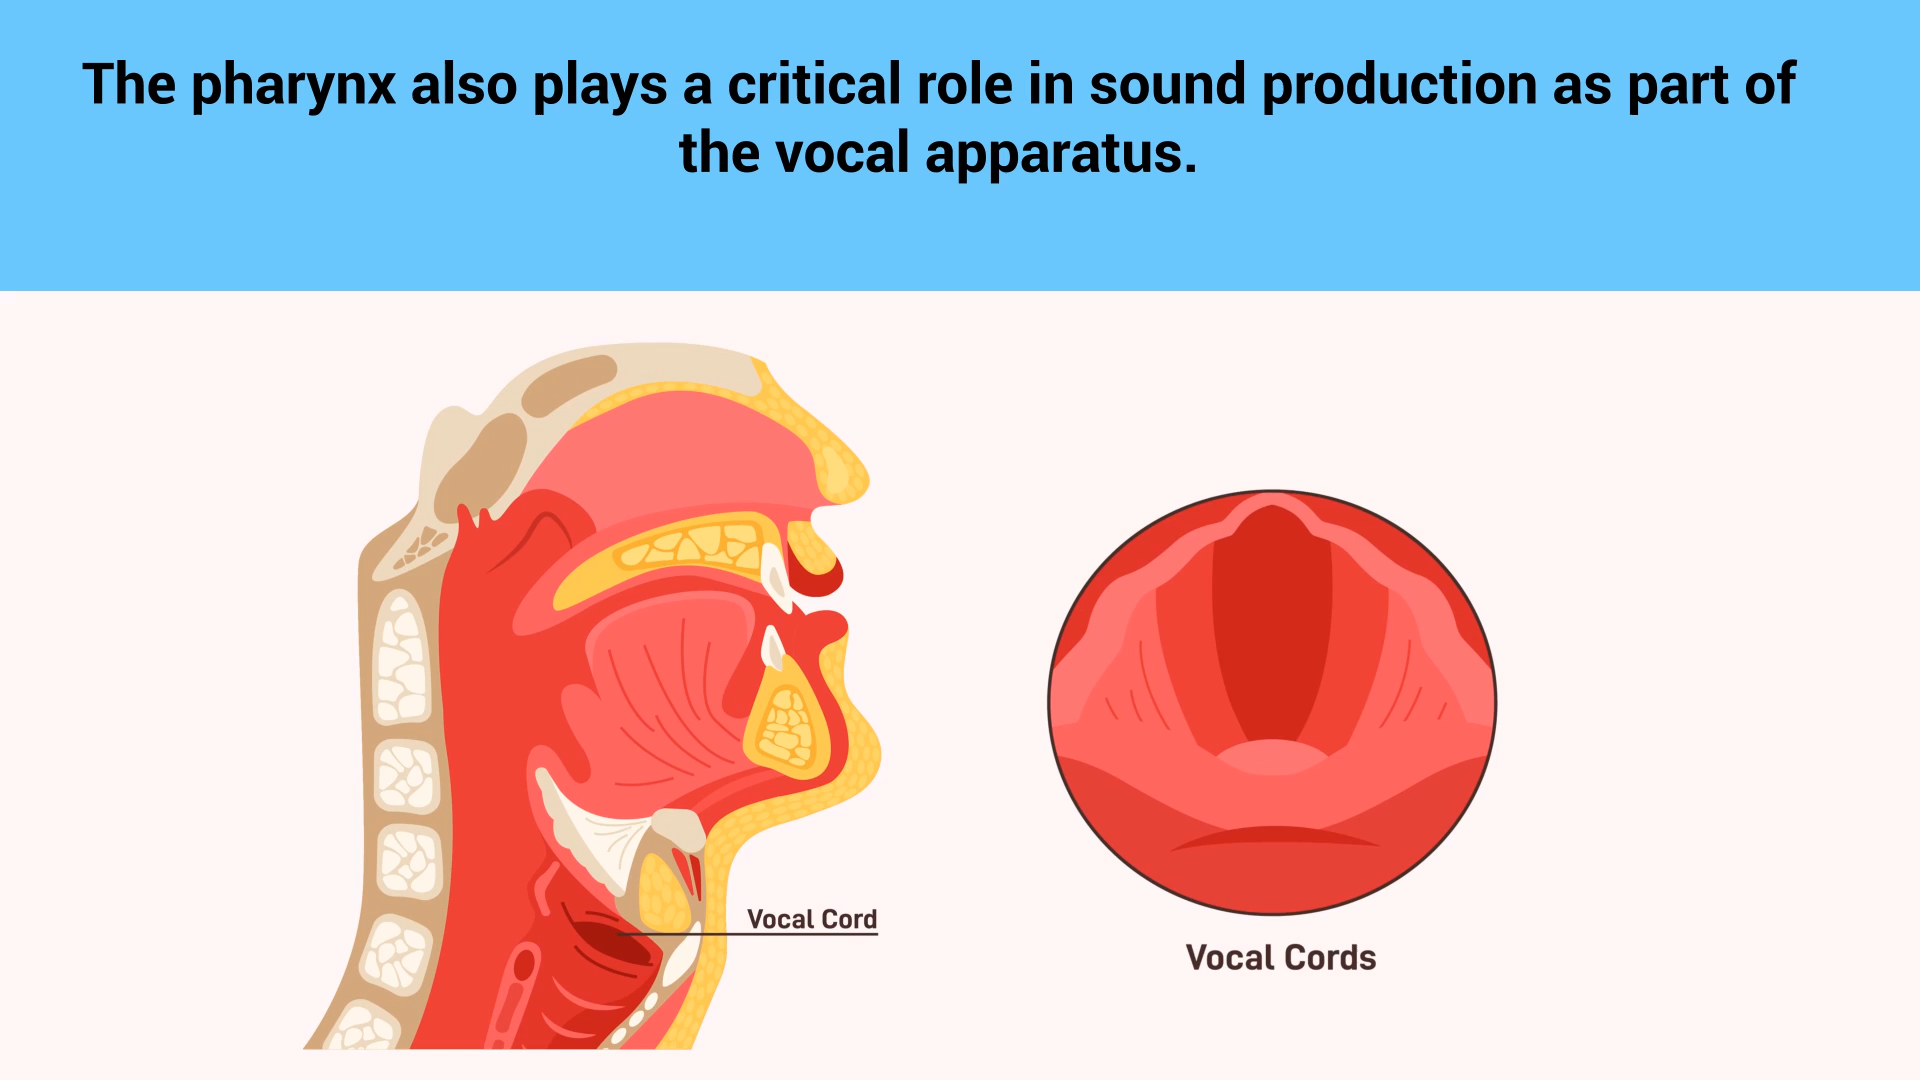 The pharynx also plays a critical role in sound production as part of
the vocal apparatus.
Vocal Cord
Vocal Cords